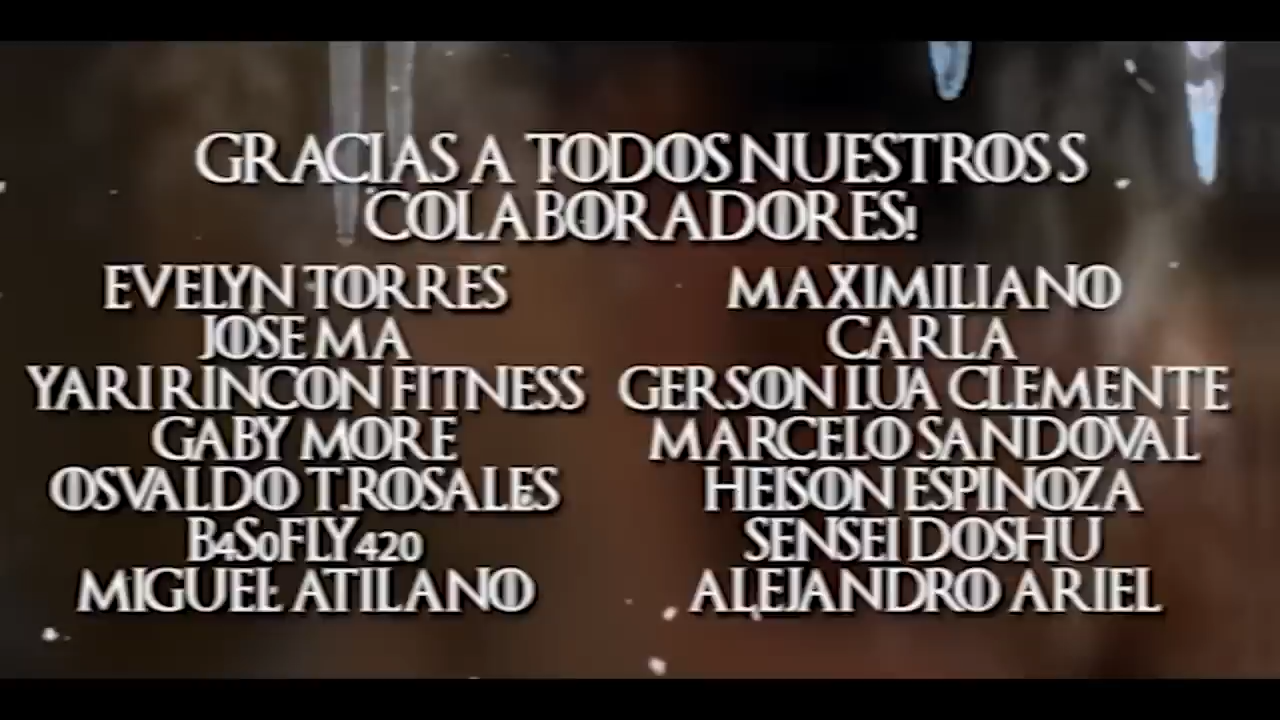 GRACIAS A TODOS NUESTROS S
COLABORADORES!
EVELYN TORRES
JOSE MA
YARI RINCON FITNESS
GABY MORE
OSVALDO T.ROSALES
B4S0FLY420
MIGUEL ATILANO
MAXIMILIANO
CARLA
GERSON LUA CLEMENTE
MARCELO SANDOVAL
HEISON ESPINOZA
SENSEI DOSHU
ALEJANDRO ARIEL